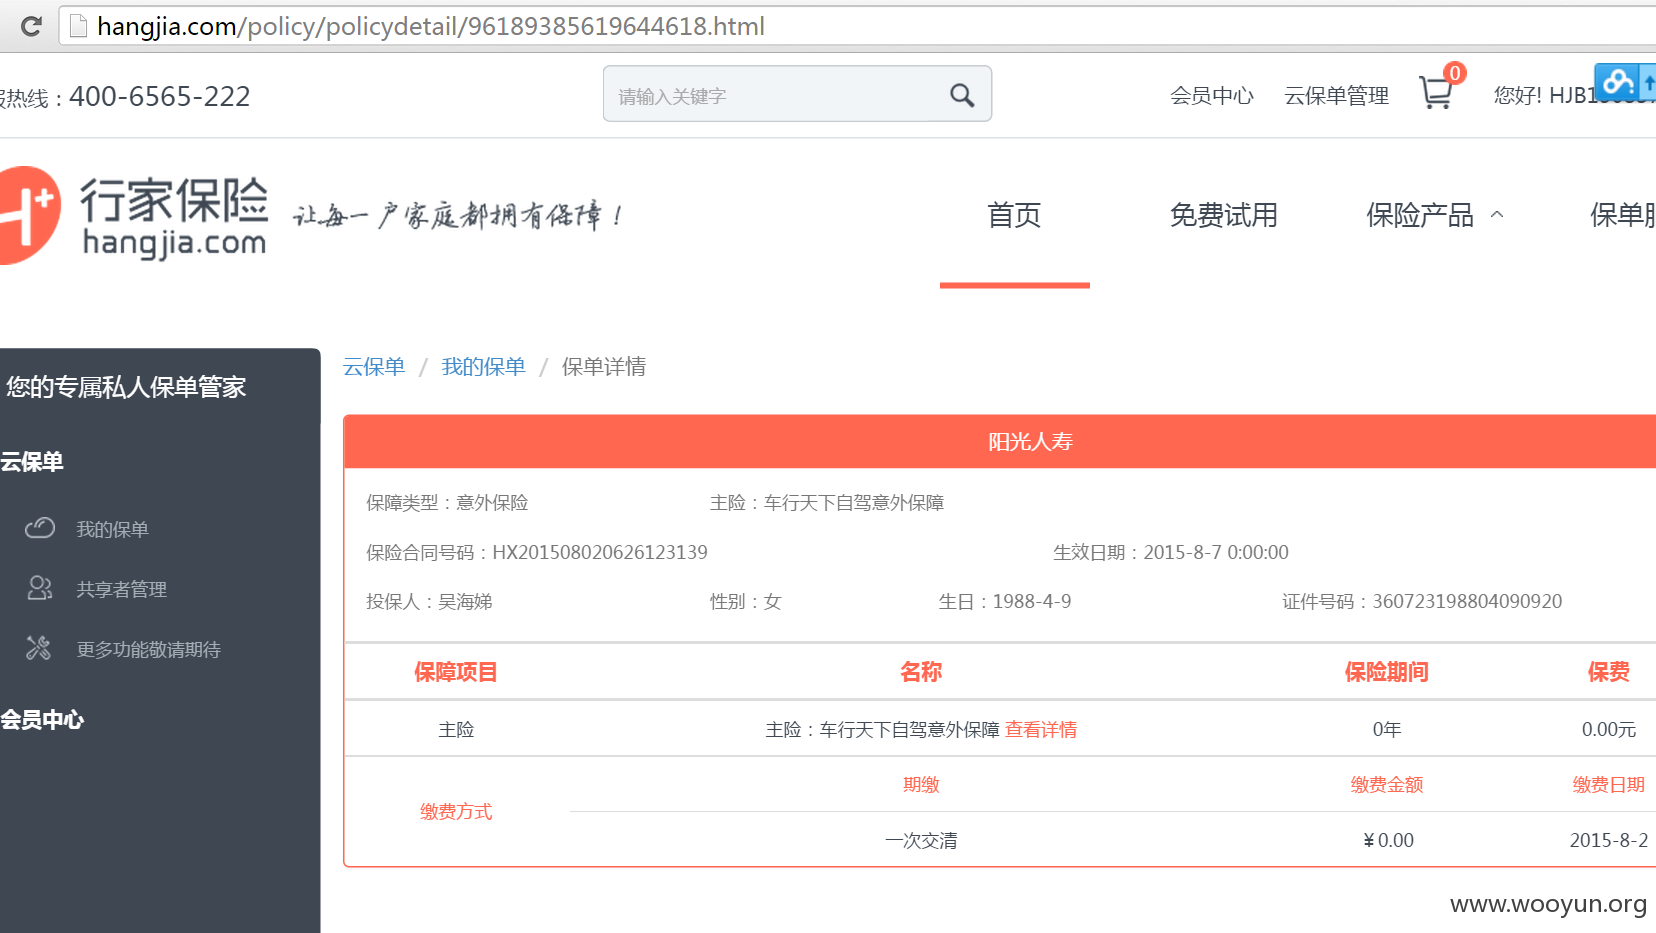 hangjia.com/policy/policydetail/96189385619644618.html
热线：400-6565-222
请输入关键字
会员中心
云保单管理
0
您好! HJB1
行家保险
hangjia.com
让每一户家庭都拥有保障！
首页
免费试用
保险产品
保单
您的专属私人保单管家
云保单
我的保单
共享者管理
更多功能敬请期待
会员中心
云保单 / 我的保单 / 保单详情
阳光人寿
保障类型：意外保险 主险：车行天下自驾意外保障
保险合同号码：HX201508020626123139 生效日期：2015-8-7 0:00:00
投保人：吴海娣 性别：女 生日：1988-4-9 证件号码：360723198804090920
保障项目 名称 保险期间 保费
主险 主险：车行天下自驾意外保障 查看详情 0年 0.00元
缴费方式
期缴 缴费金额 缴费日期
一次交清 ¥0.00 2015-8-2
www.wooyun.org